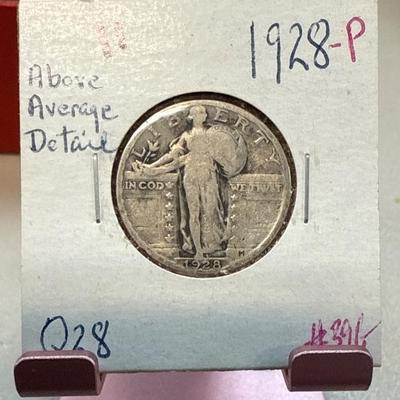 1928-P
Above
Average
Detail
LIBERTY
IN GOD WE TRUST
M
1928
Q28